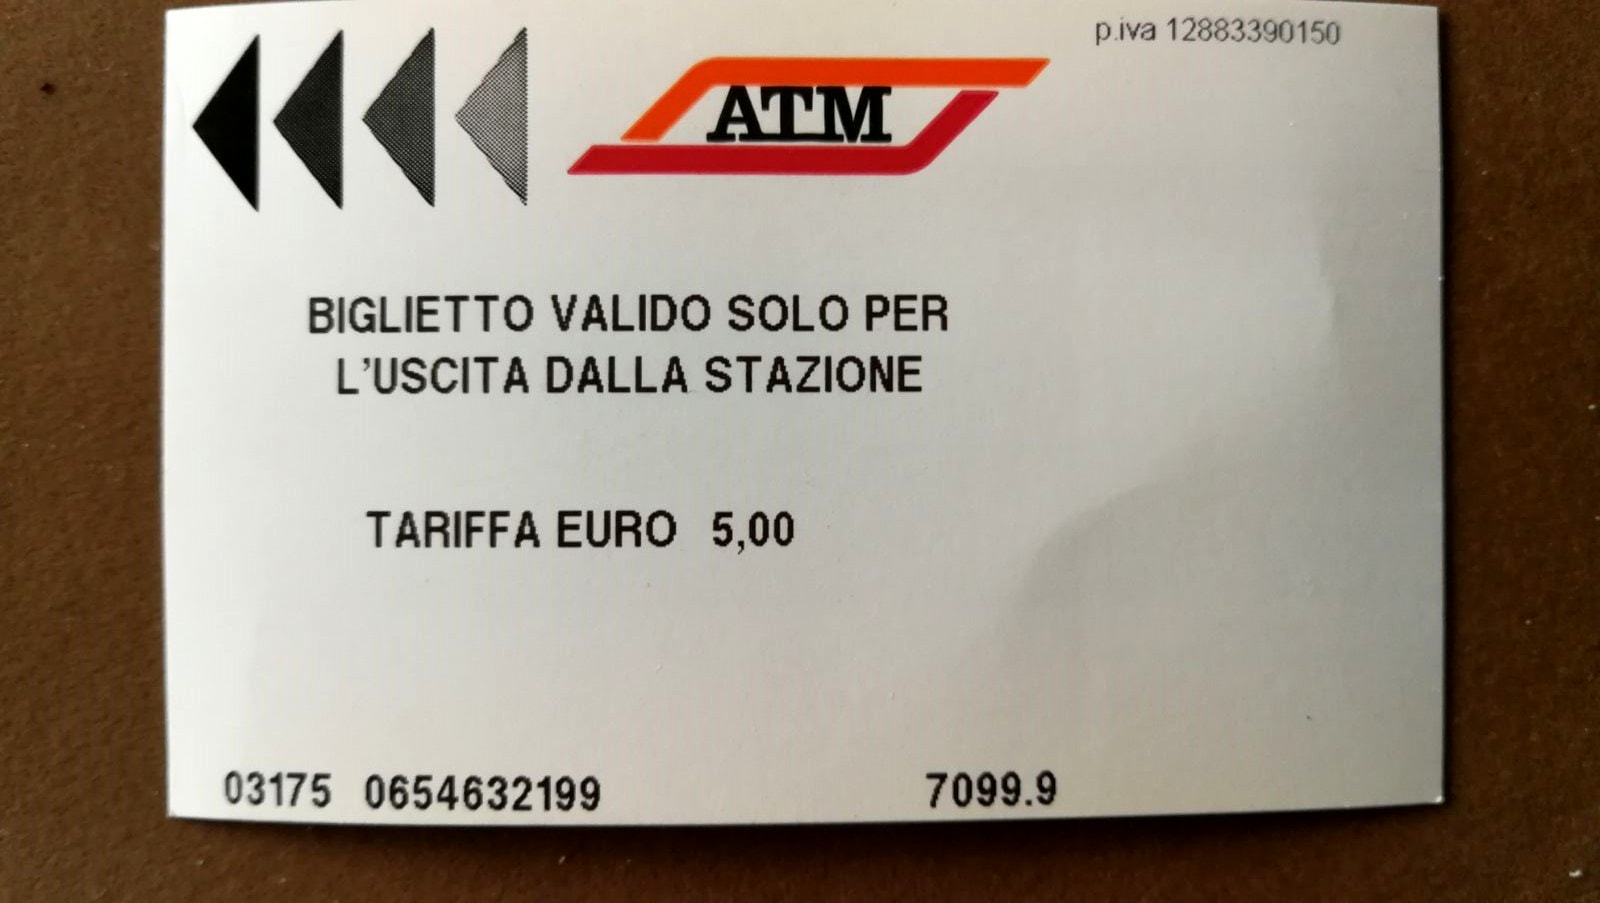 p.iva 12883390150
ATM
BIGLIETTO VALIDO SOLO PER
L'USCITA DALLA STAZIONE
TARIFFA EURO 5,00
03175 0654632199 7099.9